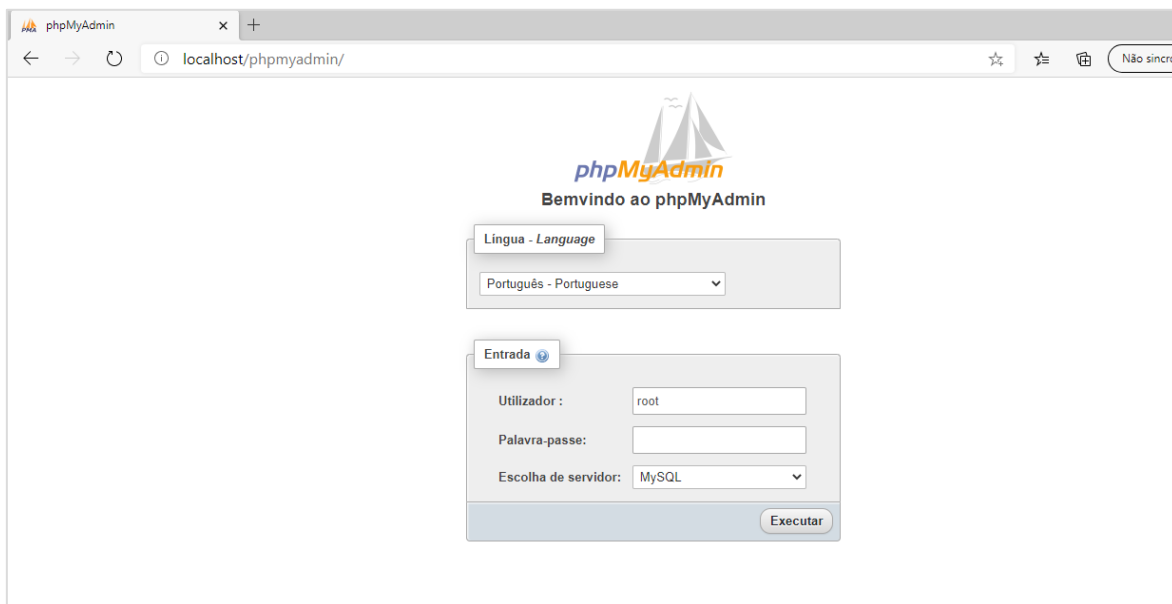 phpMyAdmin
localhost/phpmyadmin/
Não sincro
phpMyAdmin
Bemvindo ao phpMyAdmin
Língua - Language
Português - Portuguese
Entrada
Utilizador :
root
Palavra-passe:
Escolha de servidor:
MySQL
Executar